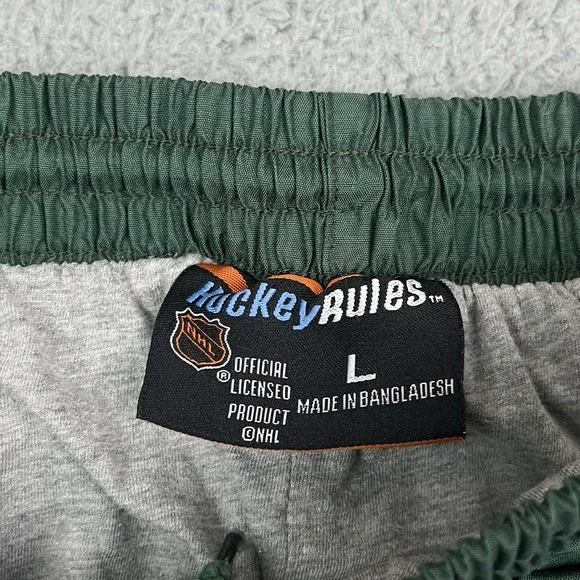 HockeyRules™
NHL
®
OFFICIAL
LICENSED
PRODUCT
©NHL
L
MADE IN BANGLADESH